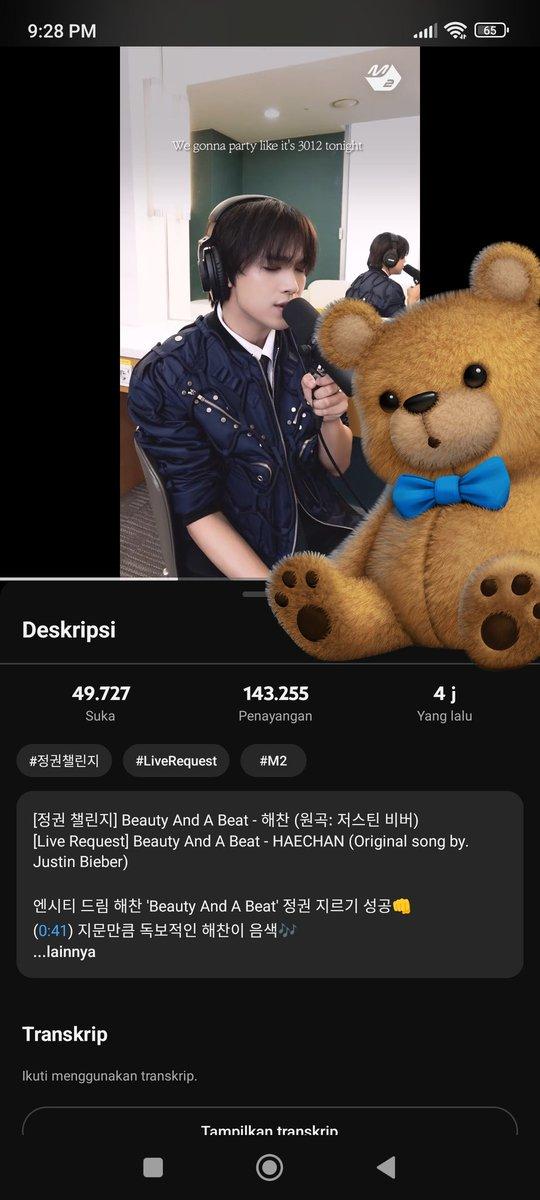 9:28 PM
65
M2
We gonna party like it's 3012 tonight
Deskripsi
49.727
Suka
143.255
Penayangan
4 j
Yang lalu
#정권챌린지
#LiveRequest
#M2
[정권 챌린지] Beauty And A Beat - 해찬 (원곡: 저스틴 비버)
[Live Request] Beauty And A Beat - HAECHAN (Original song by.
Justin Bieber)
엔시티 드림 해찬 'Beauty And A Beat' 정권 지르기 성공👊
(0:41) 지문만큼 독보적인 해찬이 음색🎶
...lainnya
Transkrip
Ikuti menggunakan transkrip.
Tampilkan transkrip